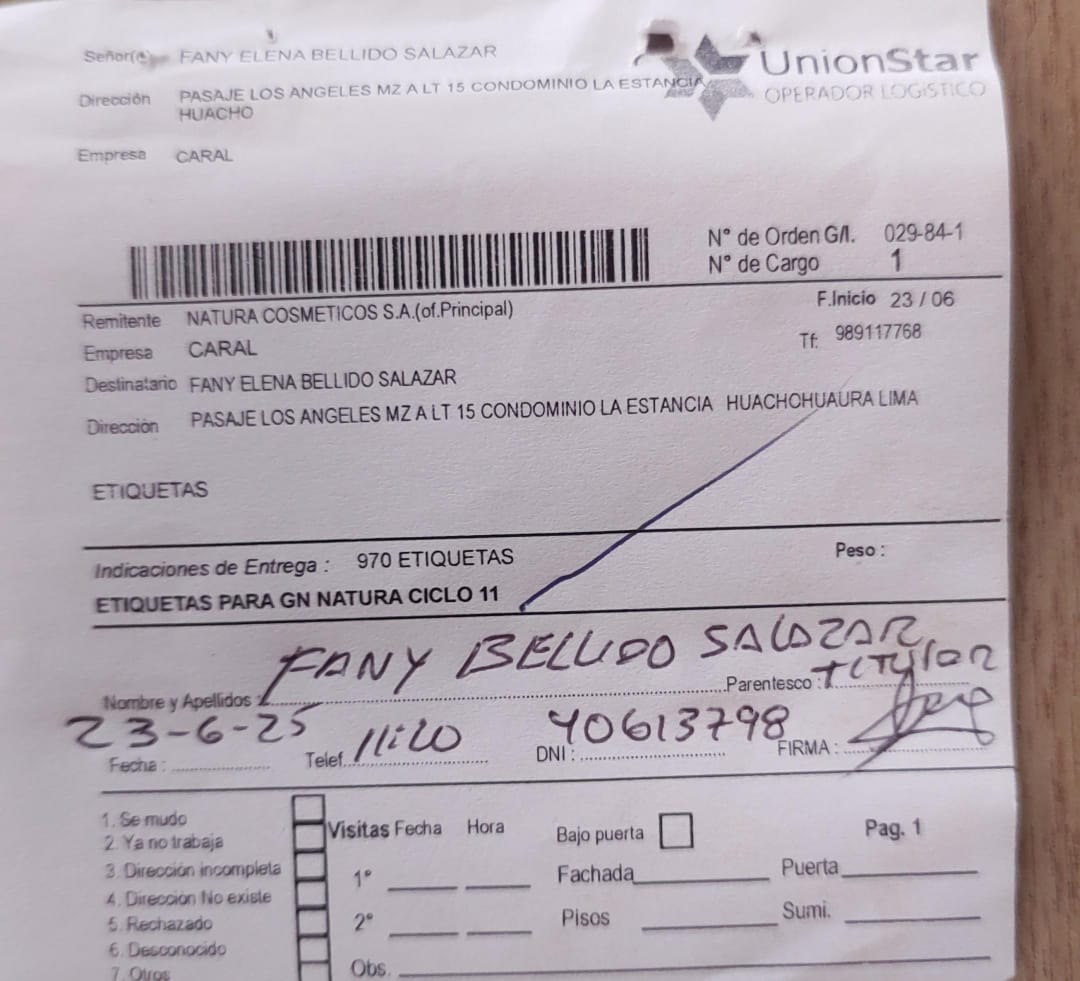 Señor(a) FANY ELENA BELLIDO SALAZAR
UnionStar
OPERADOR LOGISTICO
Dirección PASAJE LOS ANGELES MZ A LT 15 CONDOMINIO LA ESTANCIA
HUACHO
Empresa CARAL
N° de Orden G/I. 029-84-1
N° de Cargo 1
Remitente NATURA COSMETICOS S.A.(of.Principal) F.Inicio 23 / 06
Empresa CARAL Tf: 989117768
Destinatario FANY ELENA BELLIDO SALAZAR
Dirección PASAJE LOS ANGELES MZ A LT 15 CONDOMINIO LA ESTANCIA HUACHOHUAURA LIMA
ETIQUETAS
Indicaciones de Entrega : 970 ETIQUETAS Peso :
ETIQUETAS PARA GN NATURA CICLO 11
Nombre y Apellidos : FANY BELLIDO SALAZAR Parentesco : TITULAR
Fecha : 23-6-25 Telef. 11:20 DNI : 40613798 FIRMA :
1. Se mudo
2. Ya no trabaja
3. Dirección incompleta
4. Dirección No existe
5. Rechazado
6. Desconocido
7. Otros
Visitas Fecha Hora Bajo puerta Pag. 1
1° Fachada Puerta
2° Pisos Sumi.
Obs.